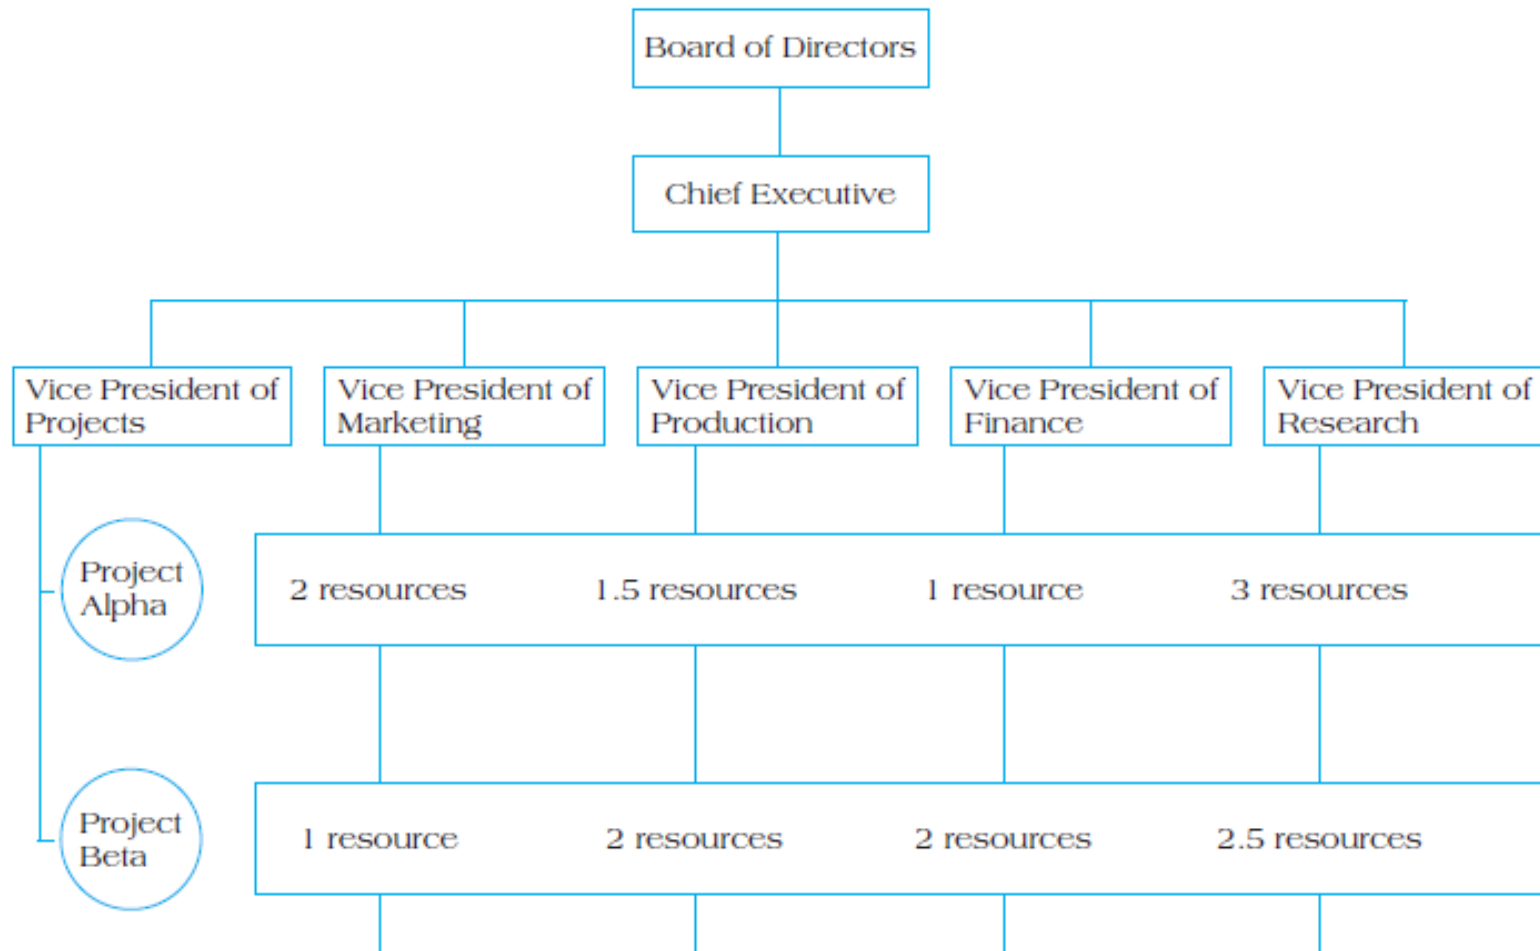 Board of Directors
Chief Executive
Vice President of
Projects
Vice President of
Marketing
Vice President of
Production
Vice President of
Finance
Vice President of
Research
Project
Alpha
2 resources
1.5 resources
1 resource
3 resources
Project
Beta
1 resource
2 resources
2 resources
2.5 resources